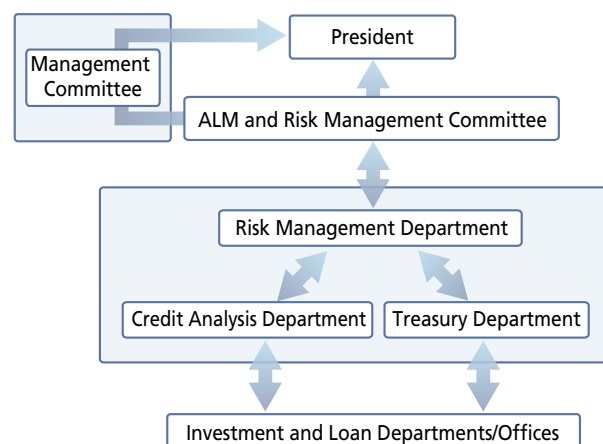 President
Management
Committee
ALM and Risk Management Committee
Risk Management Department
Credit Analysis Department
Treasury Department
Investment and Loan Departments/Offices